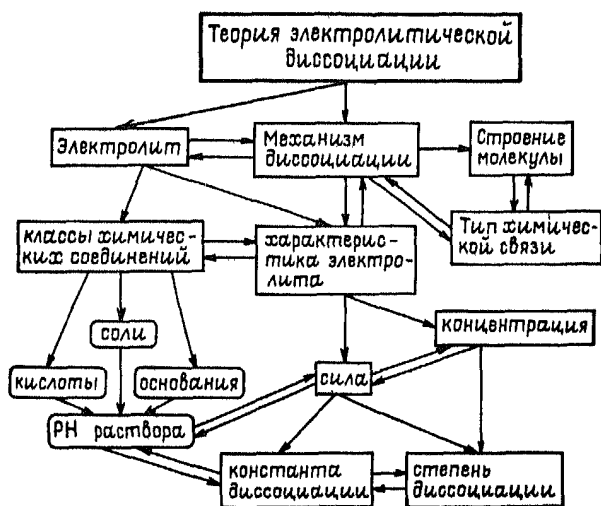 Теория электролитической
диссоциации
Электролит
Механизм
диссоциации
Строение
молекулы
Тип химичес-
кой связи
классы химичес-
ких соединений
характерис-
тика электро-
лита
соли
концентрация
кислоты
основания
сила
РН раствора
константа
диссоциации
степень
диссоциации